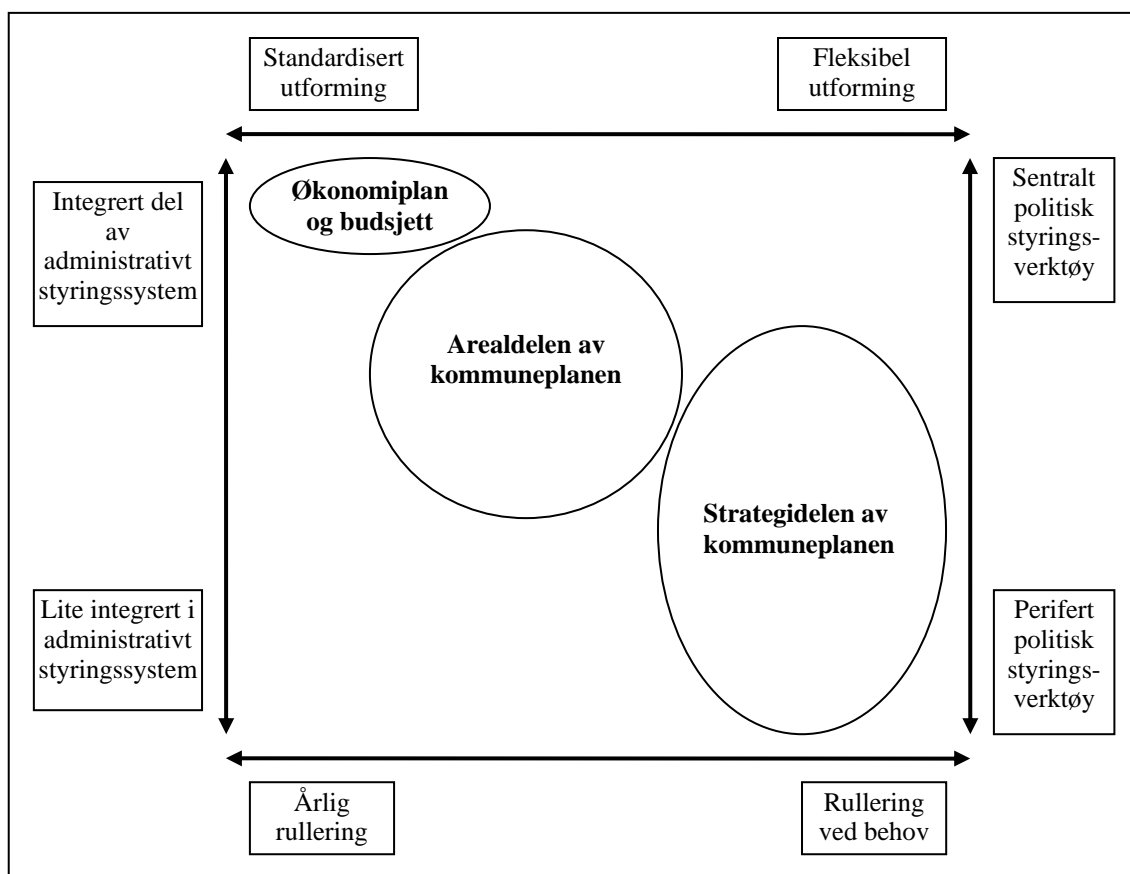 Standardisert
utforming
Fleksibel
utforming
Integrert del
av
administrativt
styringssystem
Økonomiplan
og budsjett
Sentralt
politisk
styrings-
verktøy
Arealdelen av
kommuneplanen
Strategidelen av
kommuneplanen
Lite integrert i
administrativt
styringssystem
Perifert
politisk
styrings-
verktøy
Årlig
rullering
Rullering
ved behov